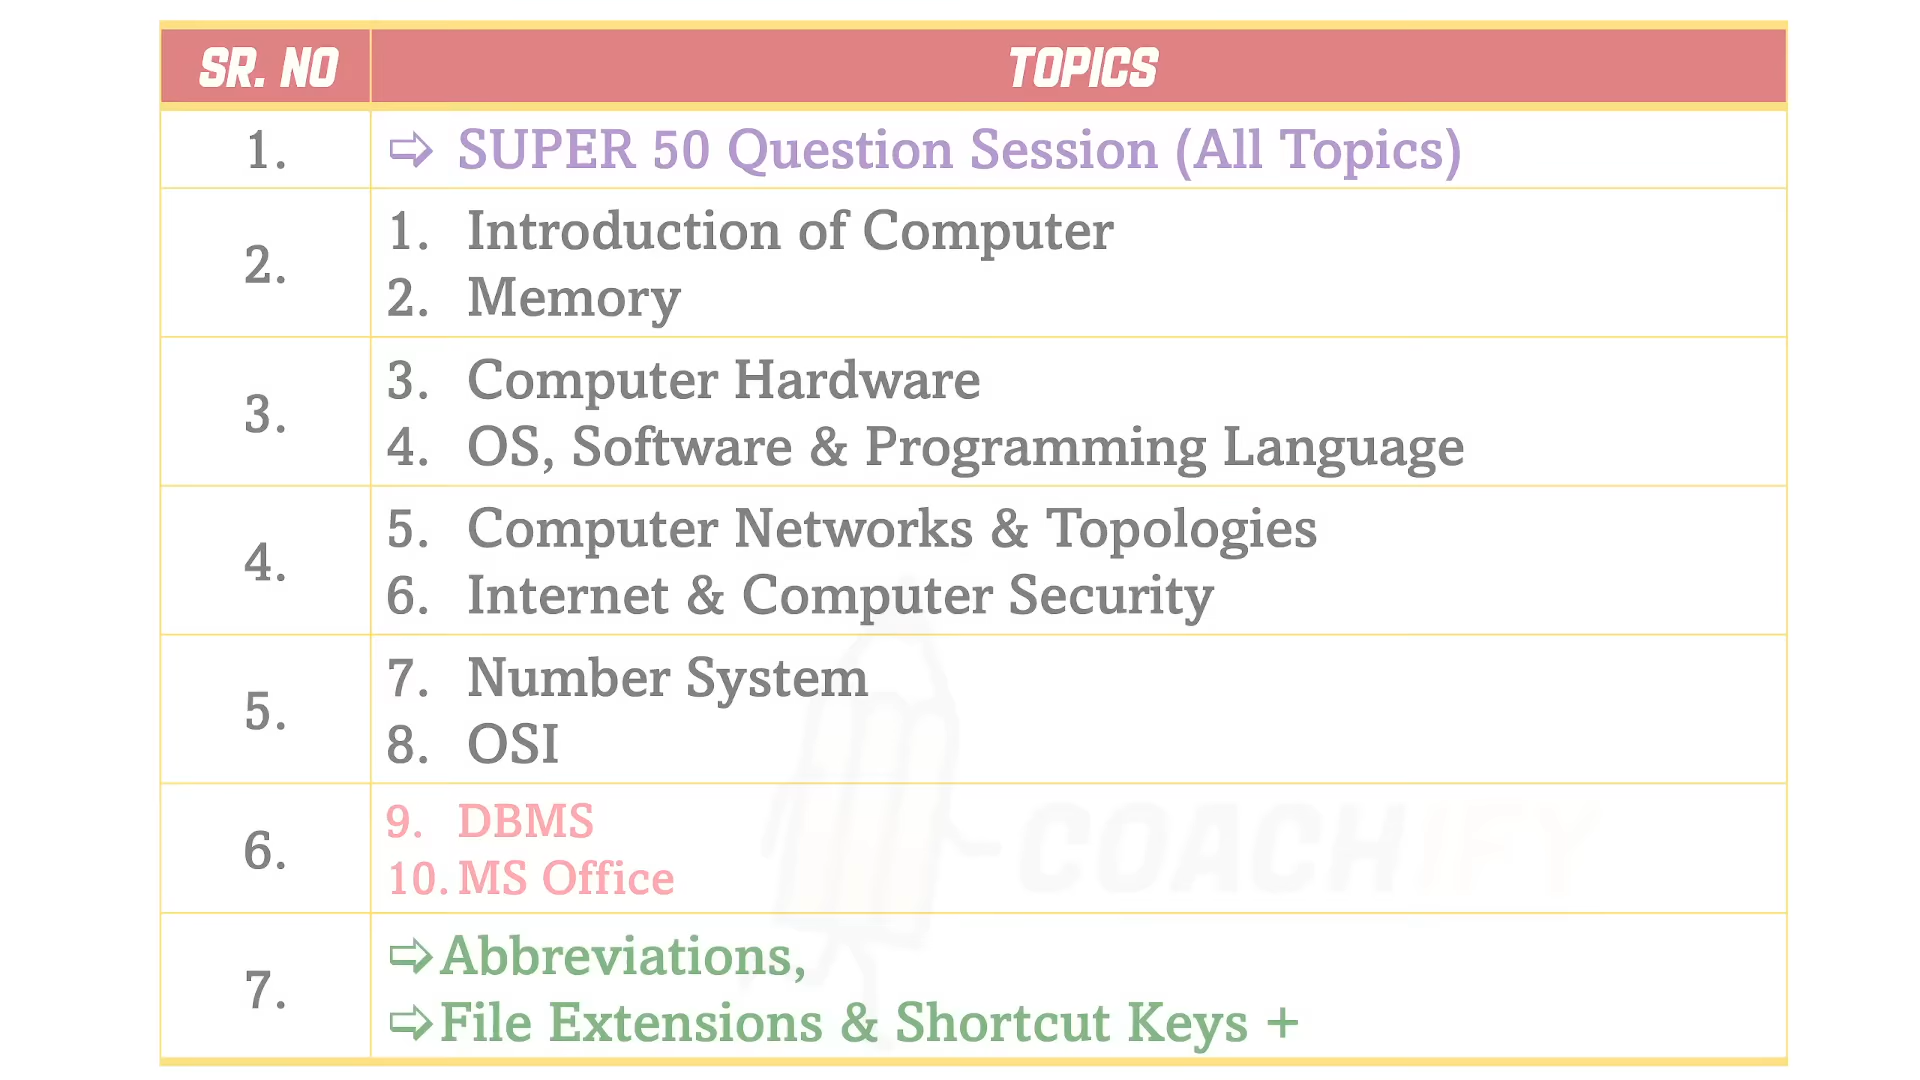 SR. NO TOPICS
1. ⇨ SUPER 50 Question Session (All Topics)
2.
1. Introduction of Computer
2. Memory
3.
3. Computer Hardware
4. OS, Software & Programming Language
4.
5. Computer Networks & Topologies
6. Internet & Computer Security
5.
7. Number System
8. OSI
6.
9. DBMS
10. MS Office
7.
⇨Abbreviations,
⇨File Extensions & Shortcut Keys +
COACHIFY